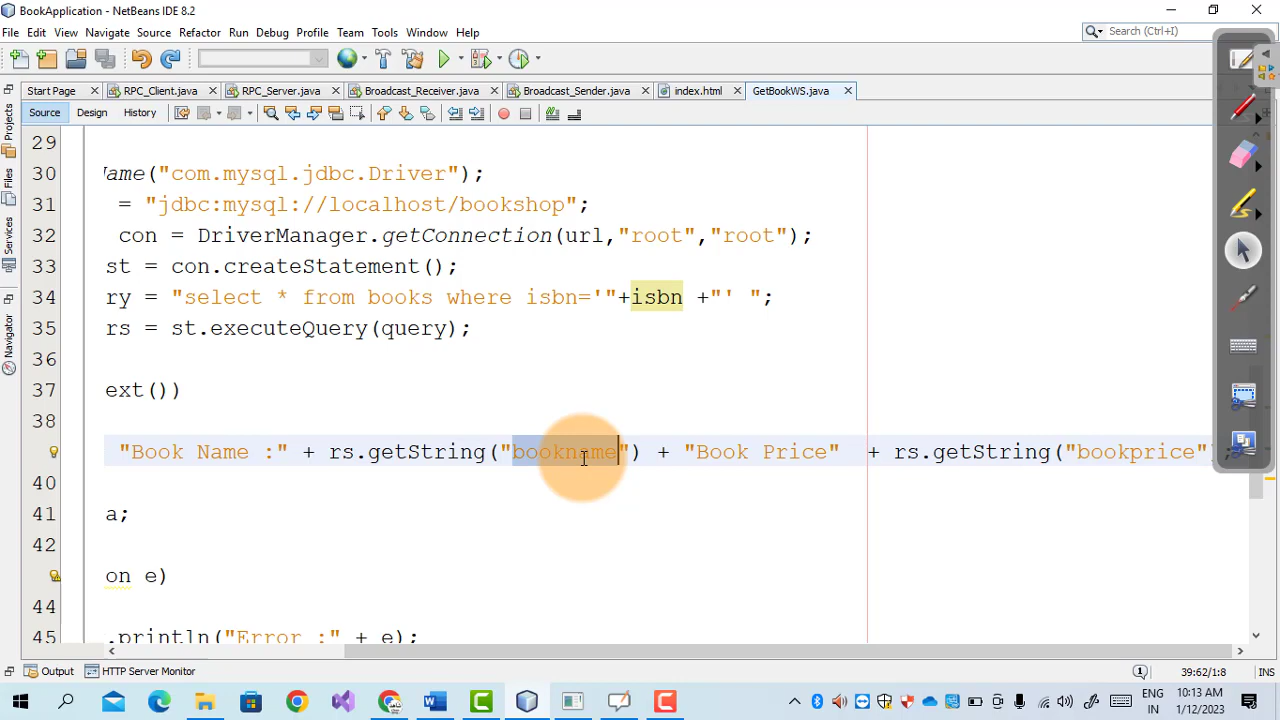 BookApplication - NetBeans IDE 8.2
File Edit View Navigate Source Refactor Run Debug Profile Team Tools Window Help
Search (Ctrl+I)
Start Page RPC_Client.java RPC_Server.java Broadcast_Receiver.java Broadcast_Sender.java index.html GetBookWS.java
Source Design History
Projects
Files
Services
Navigator
29
30 ame("com.mysql.jdbc.Driver");
31 = "jdbc:mysql://localhost/bookshop";
32 con = DriverManager.getConnection(url,"root","root");
33 st = con.createStatement();
34 ry = "select * from books where isbn='"+isbn +"' ";
35 rs = st.executeQuery(query);
36
37 ext())
38
"Book Name :" + rs.getString("bookname") + "Book Price" + rs.getString("bookprice");
40
41 a;
42
on e)
44
45 .println("Error :" + e);
Output HTTP Server Monitor
39:62/1:8 INS
ENG
IN
10:13 AM
1/12/2023